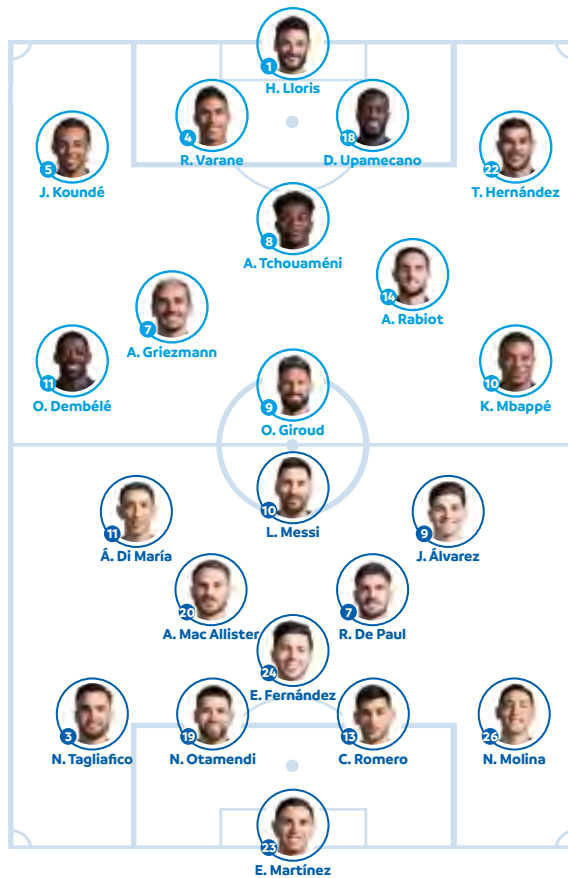 1
H. Lloris
4
R. Varane
18
D. Upamecano
5
J. Koundé
22
T. Hernández
8
A. Tchouaméni
14
A. Rabiot
7
A. Griezmann
11
O. Dembélé
9
O. Giroud
10
K. Mbappé
10
L. Messi
11
Á. Di María
9
J. Álvarez
20
A. Mac Allister
7
R. De Paul
24
E. Fernández
3
N. Tagliafico
19
N. Otamendi
13
C. Romero
26
N. Molina
23
E. Martínez